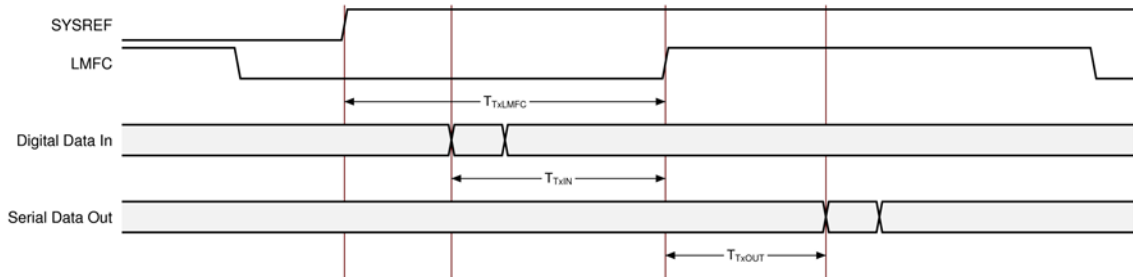 SYSREF
LMFC
TTxLMFC
Digital Data In
TTxIN
Serial Data Out
TTxOUT